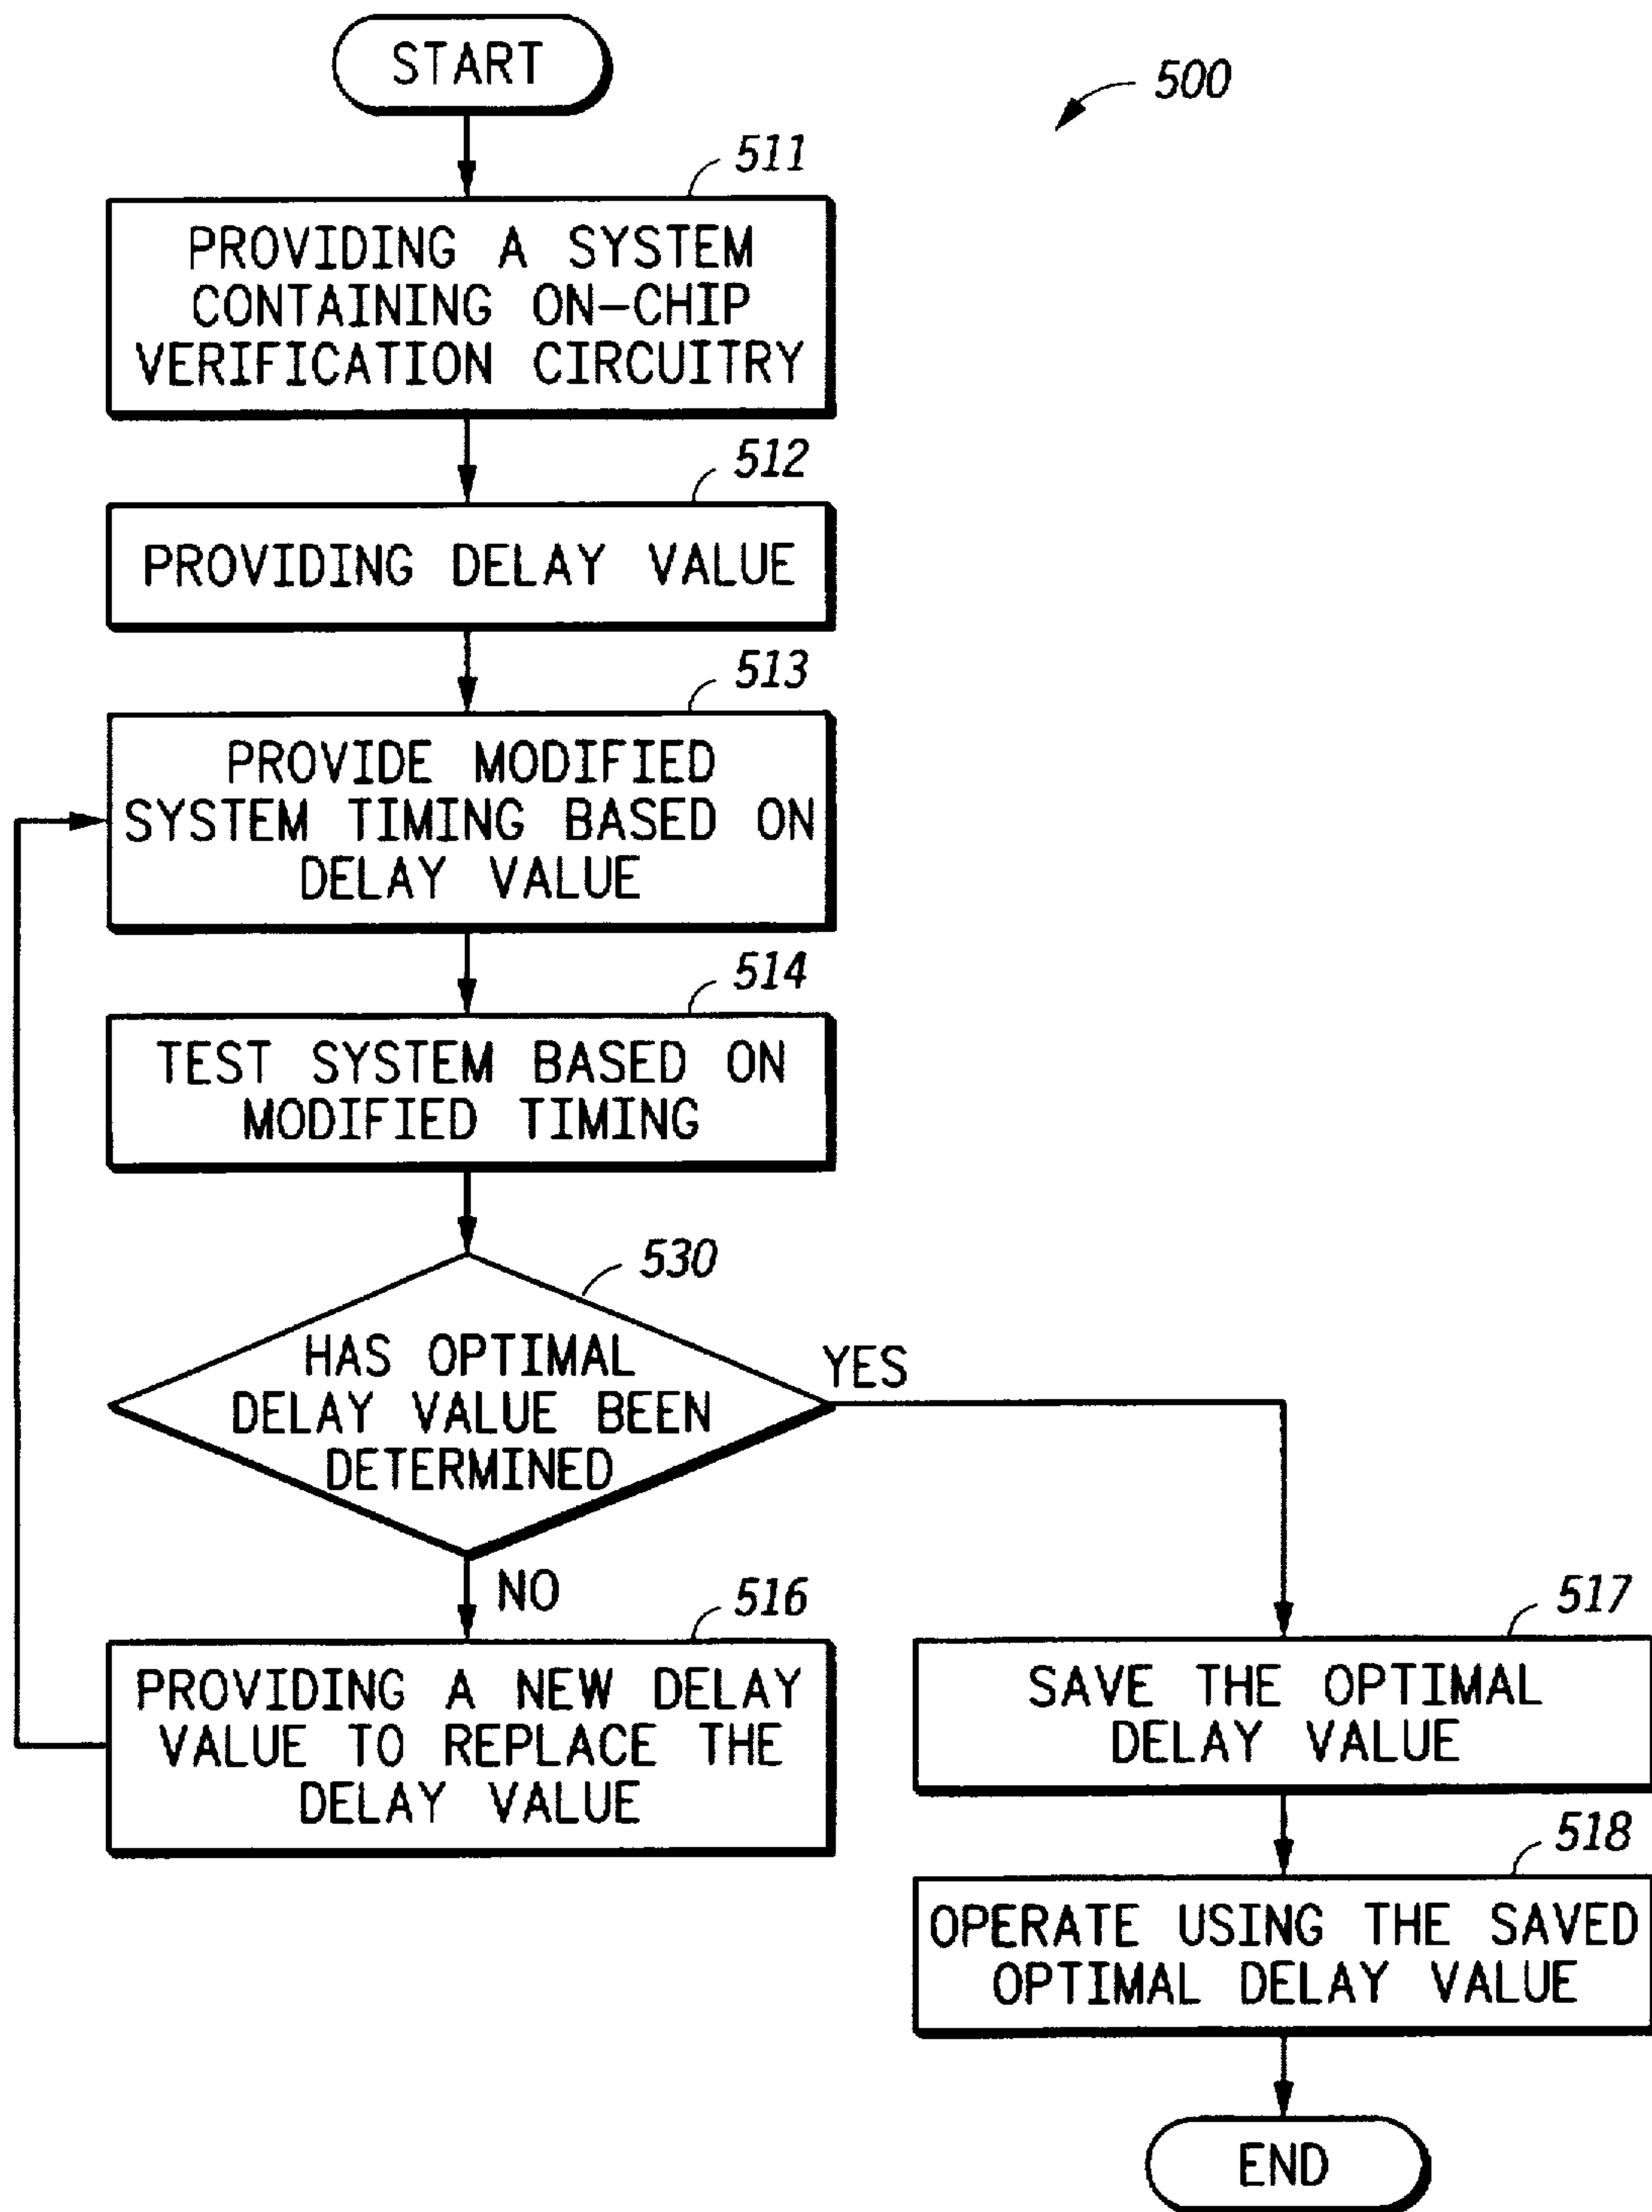 START
500
511
PROVIDING A SYSTEM
CONTAINING ON-CHIP
VERIFICATION CIRCUITRY
512
PROVIDING DELAY VALUE
513
PROVIDE MODIFIED
SYSTEM TIMING BASED ON
DELAY VALUE
514
TEST SYSTEM BASED ON
MODIFIED TIMING
530
HAS OPTIMAL
DELAY VALUE BEEN
DETERMINED
YES
NO
516
PROVIDING A NEW DELAY
VALUE TO REPLACE THE
DELAY VALUE
517
SAVE THE OPTIMAL
DELAY VALUE
518
OPERATE USING THE SAVED
OPTIMAL DELAY VALUE
END